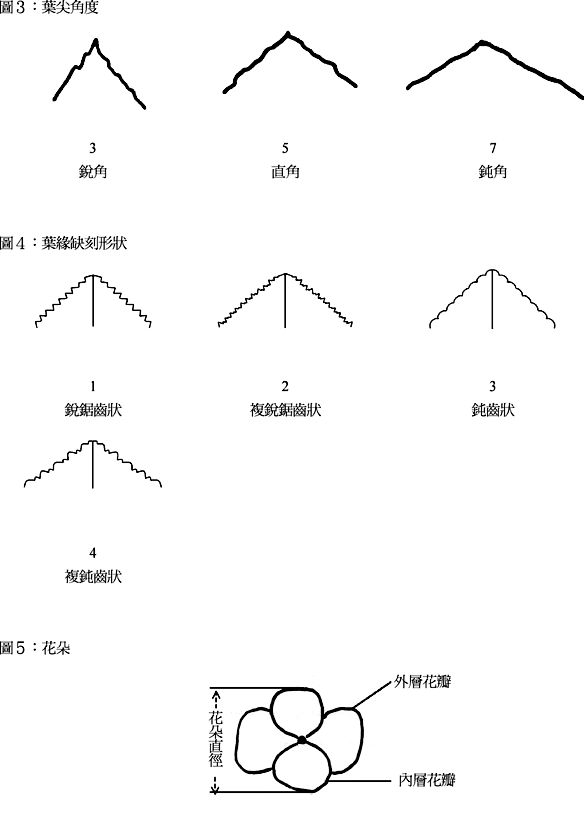 圖3：葉尖角度
3 5 7
銳角 直角 鈍角
圖4：葉緣缺刻形狀
1 2 3
銳鋸齒狀 複銳鋸齒狀 鈍齒狀
4
複鈍齒狀
圖5：花朵
外層花瓣
花朵直徑
內層花瓣